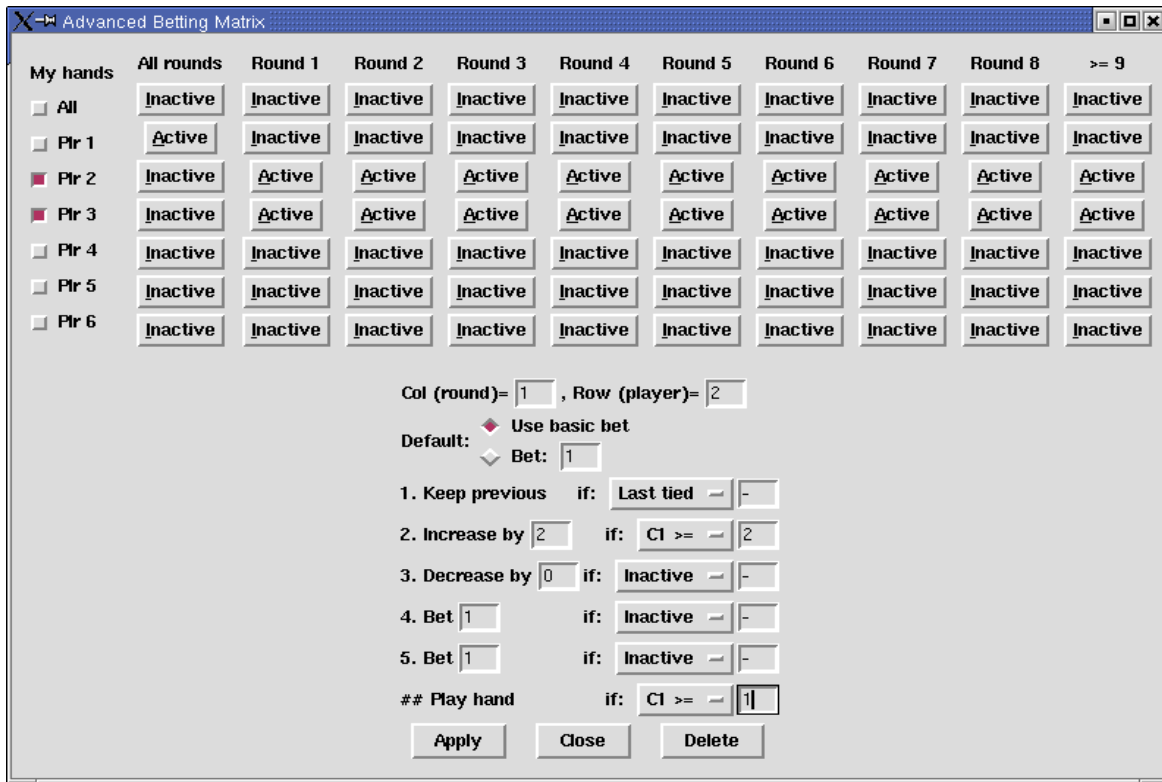 Advanced Betting Matrix
My hands All rounds Round 1 Round 2 Round 3 Round 4 Round 5 Round 6 Round 7 Round 8 >= 9
All Inactive Inactive Inactive Inactive Inactive Inactive Inactive Inactive Inactive Inactive
Plr 1 Active Inactive Inactive Inactive Inactive Inactive Inactive Inactive Inactive Inactive
Plr 2 Inactive Active Active Active Active Active Active Active Active Active
Plr 3 Inactive Active Active Active Active Active Active Active Active Active
Plr 4 Inactive Inactive Inactive Inactive Inactive Inactive Inactive Inactive Inactive Inactive
Plr 5 Inactive Inactive Inactive Inactive Inactive Inactive Inactive Inactive Inactive Inactive
Plr 6 Inactive Inactive Inactive Inactive Inactive Inactive Inactive Inactive Inactive Inactive
Col (round)= 1 , Row (player)= 2
Use basic bet
Default:
Bet: 1
1. Keep previous if: Last tied -
2. Increase by 2 if: C1 >= 2
3. Decrease by 0 if: Inactive -
4. Bet 1 if: Inactive -
5. Bet 1 if: Inactive -
## Play hand if: C1 >= 1
Apply Close Delete